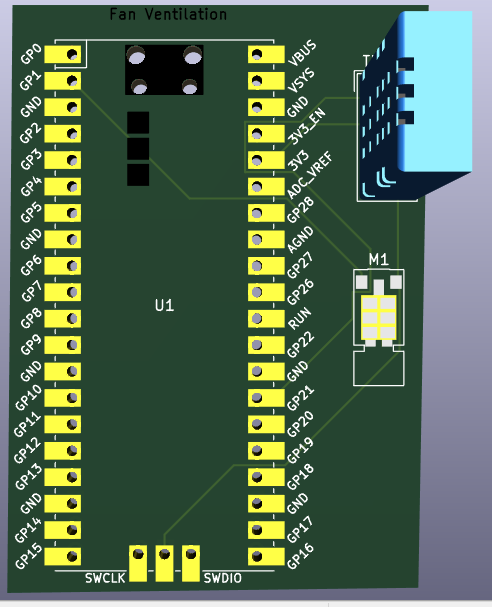 Fan Ventilation
GP0
GP1
GND
GP2
GP3
GP4
GP5
GND
GP6
GP7
GP8
GP9
GND
GP10
GP11
GP12
GP13
GND
GP14
GP15
U1
SWCLK
SWDIO
VBUS
VSYS
GND
3V3_EN
3V3
ADC_VREF
GP28
AGND
GP27
GP26
RUN
GP22
GND
GP21
GP20
GP19
GP18
GND
GP17
GP16
M1